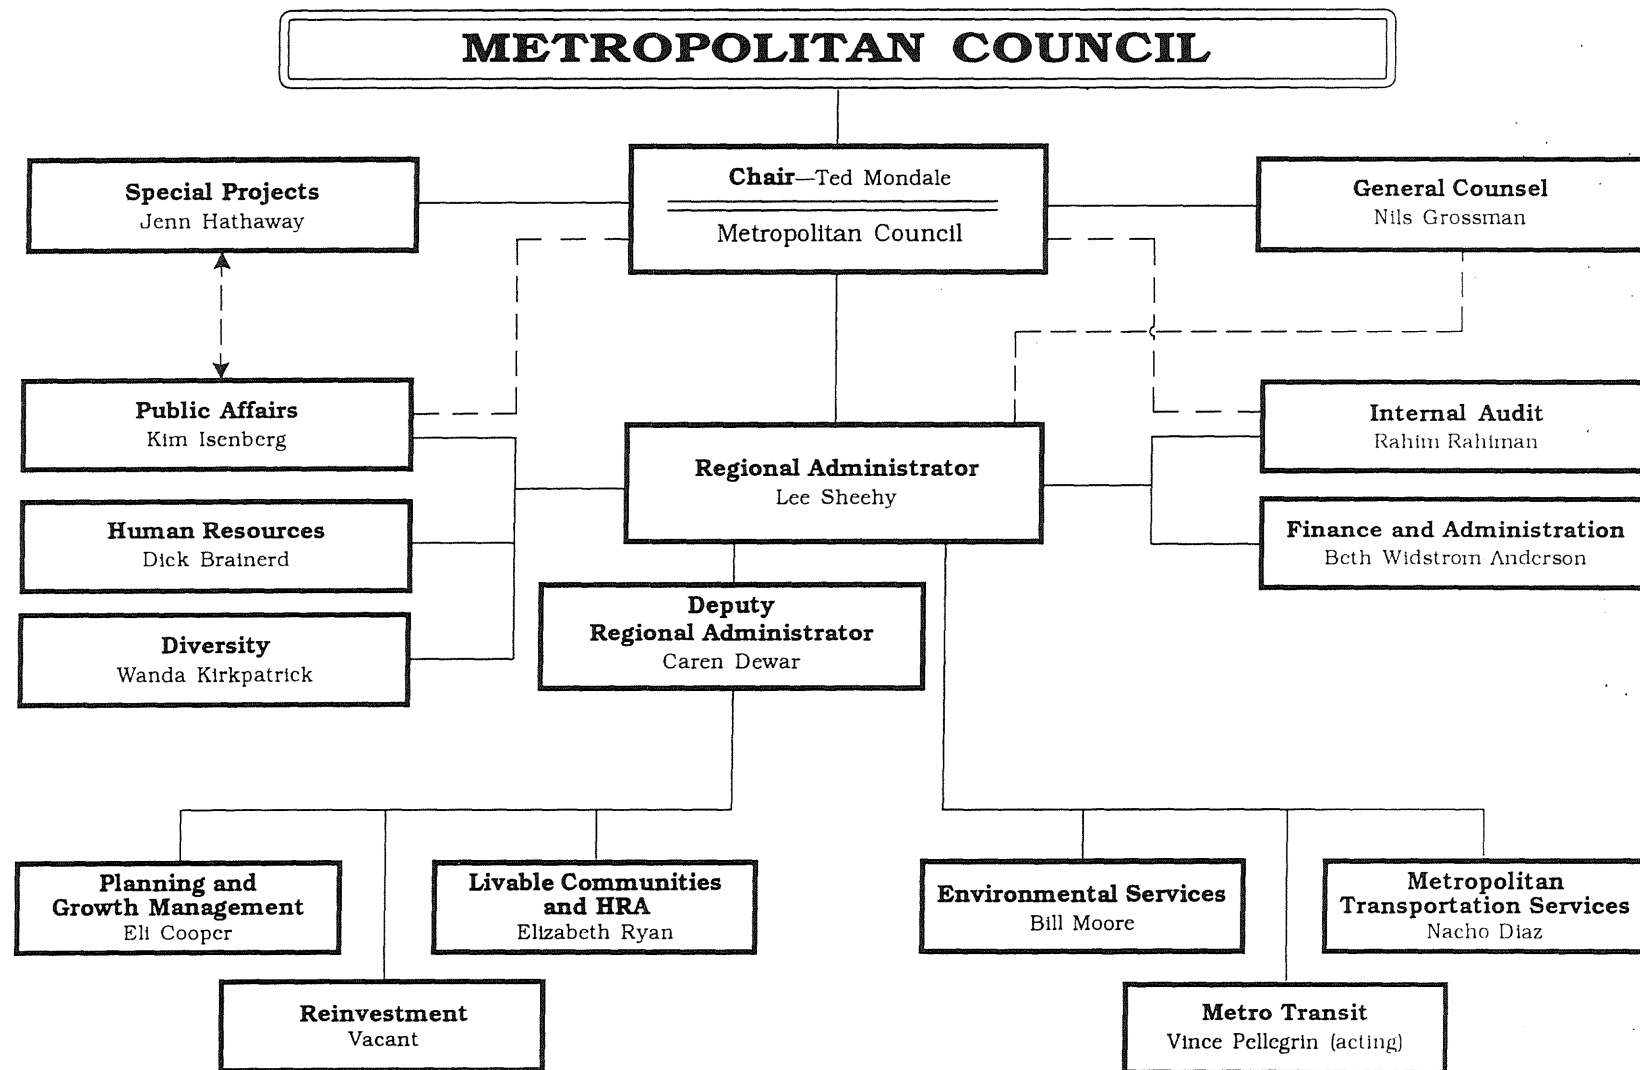 METROPOLITAN COUNCIL
Chair—Ted Mondale
Metropolitan Council
Special Projects
Jenn Hathaway
General Counsel
Nils Grossman
Public Affairs
Kim Isenberg
Internal Audit
Rahim Rahiman
Regional Administrator
Lee Sheehy
Human Resources
Dick Brainerd
Finance and Administration
Beth Widstrom Anderson
Diversity
Wanda Kirkpatrick
Deputy
Regional Administrator
Caren Dewar
Planning and
Growth Management
Eli Cooper
Livable Communities
and HRA
Elizabeth Ryan
Environmental Services
Bill Moore
Metropolitan
Transportation Services
Nacho Diaz
Reinvestment
Vacant
Metro Transit
Vince Pellegrin (acting)